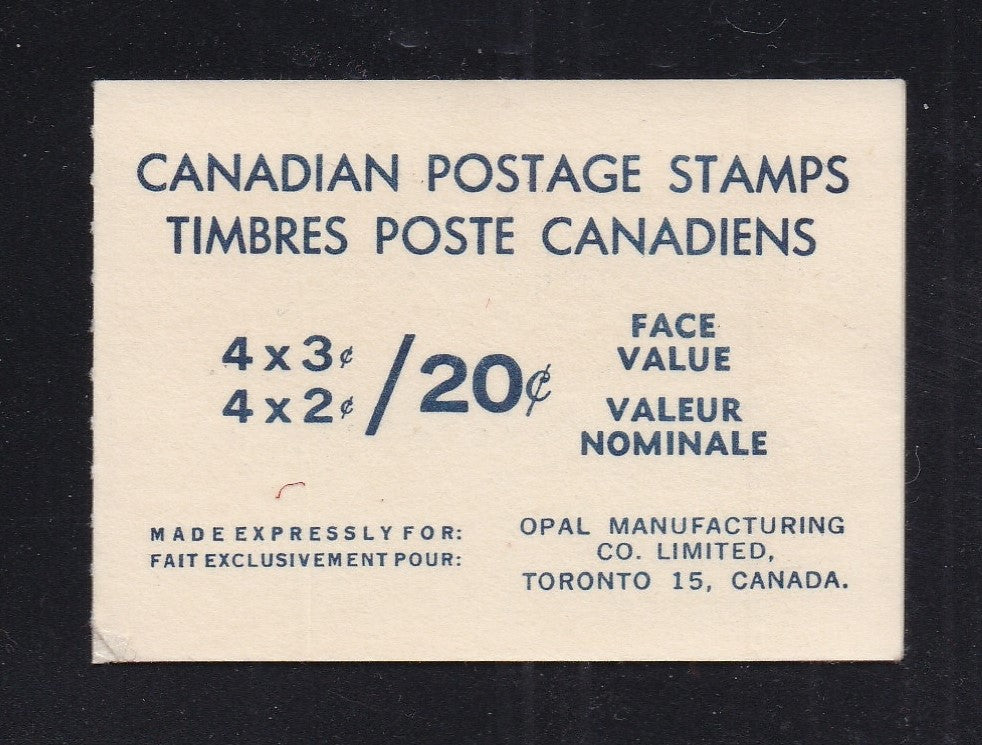 CANADIAN POSTAGE STAMPS
TIMBRES POSTE CANADIENS
4 x 3¢
4 x 2¢
/20¢
FACE
VALUE
VALEUR
NOMINALE
MADE EXPRESSLY FOR:
FAIT EXCLUSIVEMENT POUR:
OPAL MANUFACTURING
CO. LIMITED,
TORONTO 15, CANADA.